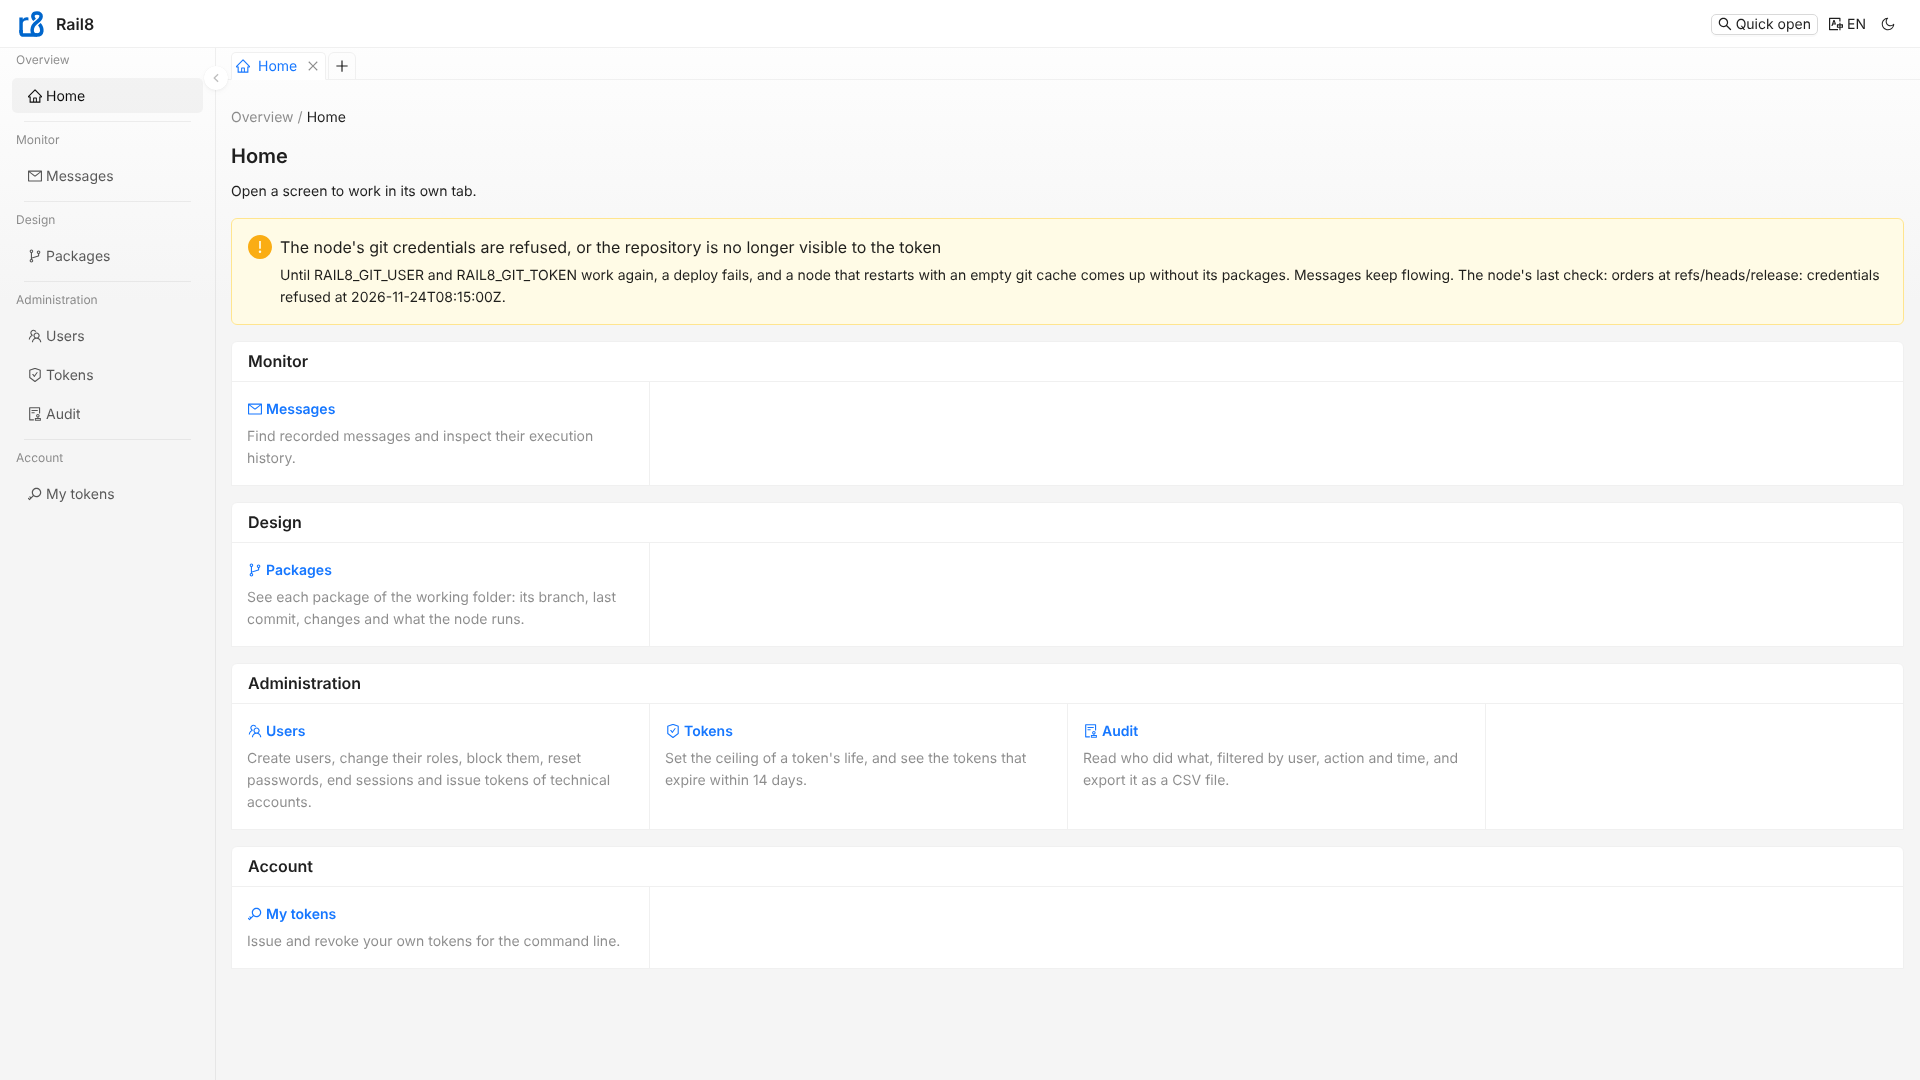 Rail8
Quick open
EN
Overview
Home
Monitor
Messages
Design
Packages
Administration
Users
Tokens
Audit
Account
My tokens
Home
Overview / Home
Home
Open a screen to work in its own tab.
The node's git credentials are refused, or the repository is no longer visible to the token
Until RAIL8_GIT_USER and RAIL8_GIT_TOKEN work again, a deploy fails, and a node that restarts with an empty git cache comes up without its packages. Messages keep flowing. The node's last check: orders at refs/heads/release: credentials
refused at 2026-11-24T08:15:00Z.
Monitor
Messages
Find recorded messages and inspect their execution
history.
Design
Packages
See each package of the working folder: its branch, last
commit, changes and what the node runs.
Administration
Users
Create users, change their roles, block them, reset
passwords, end sessions and issue tokens of technical
accounts.
Tokens
Set the ceiling of a token's life, and see the tokens that
expire within 14 days.
Audit
Read who did what, filtered by user, action and time, and
export it as a CSV file.
Account
My tokens
Issue and revoke your own tokens for the command line.